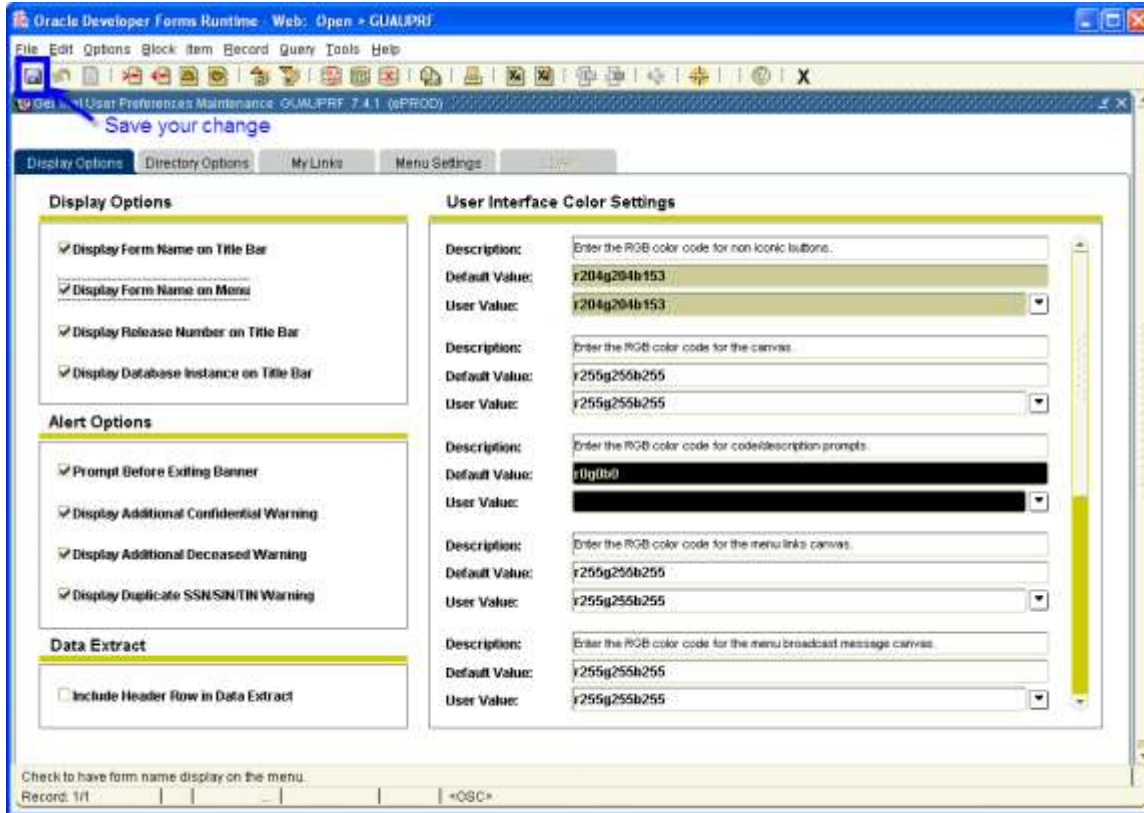 Oracle Developer Forms Runtime - Web: Open > GUAUPRF
File Edit Options Block Item Record Query Tools Help
General User Preferences Maintenance GUAUPRF 7.4.1 (ePROD)
Save your change
Display Options Directory Options My Links Menu Settings
Display Options
Display Form Name on Title Bar
Display Form Name on Menu
Display Release Number on Title Bar
Display Database Instance on Title Bar
Alert Options
Prompt Before Exiting Banner
Display Additional Confidential Warning
Display Additional Deceased Warning
Display Duplicate SSN/SIN/TIN Warning
Data Extract
Include Header Row in Data Extract
User Interface Color Settings
Description: Enter the RGB color code for non iconic buttons.
Default Value: r204g204b153
User Value: r204g204b153
Description: Enter the RGB color code for the canvas.
Default Value: r255g255b255
User Value: r255g255b255
Description: Enter the RGB color code for code/description prompts.
Default Value: r0g0b0
User Value:
Description: Enter the RGB color code for the menu links canvas.
Default Value: r255g255b255
User Value: r255g255b255
Description: Enter the RGB color code for the menu broadcast message canvas.
Default Value: r255g255b255
User Value: r255g255b255
Check to have form name display on the menu.
Record: 1/1 ... <OSC>